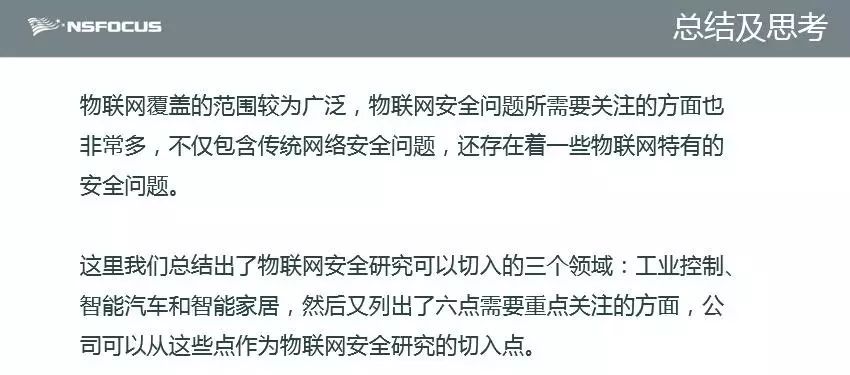 NSFOCUS
总结及思考
物联网覆盖的范围较为广泛，物联网安全问题所需要关注的方面也
非常多，不仅包含传统网络安全问题，还存在着一些物联网特有的
安全问题。
这里我们总结出了物联网安全研究可以切入的三个领域：工业控制、
智能汽车和智能家居，然后又列出了六点需要重点关注的方面，公
司可以从这些点作为物联网安全研究的切入点。